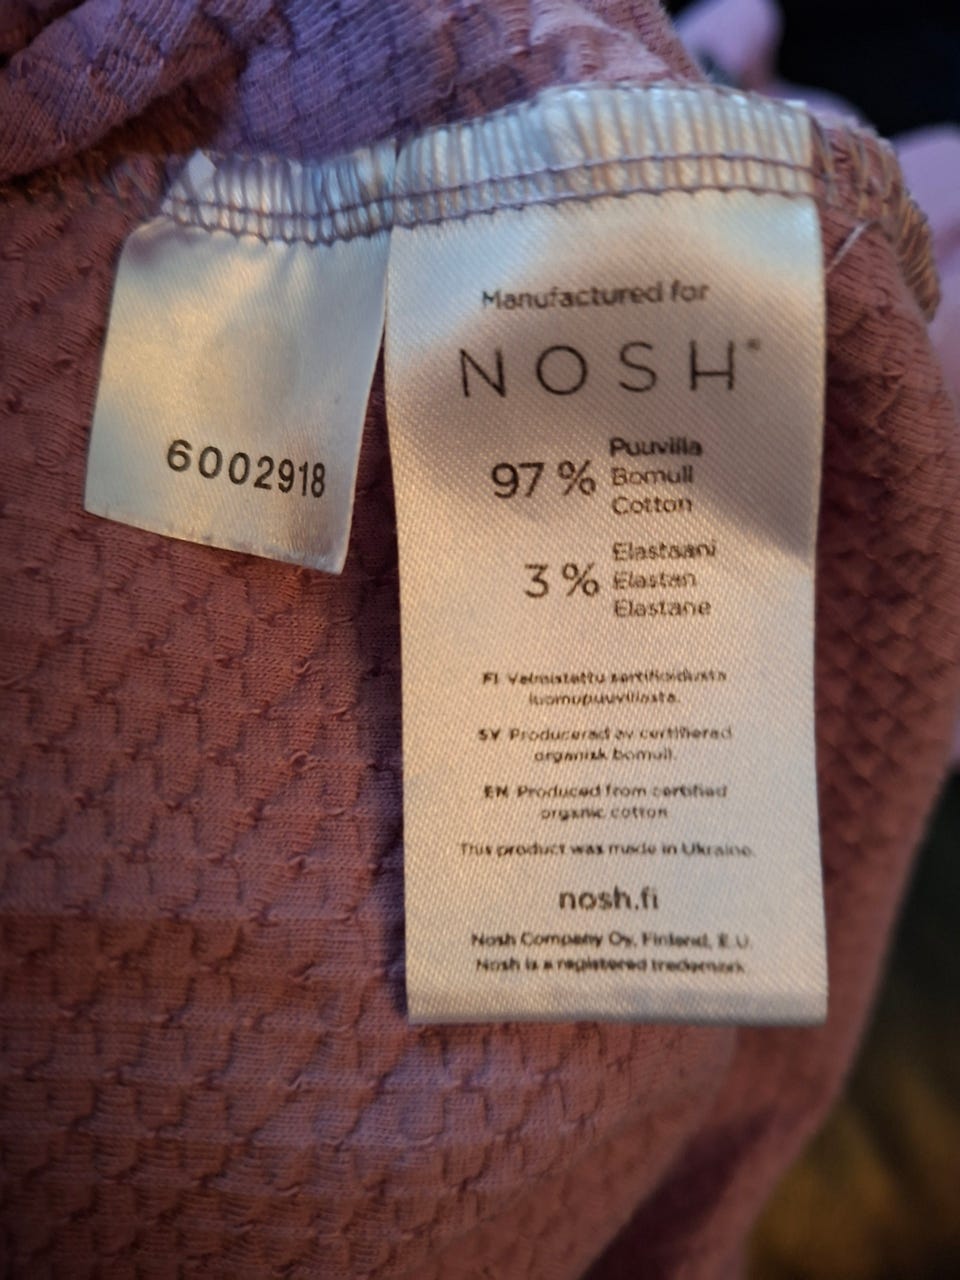 6002918
Manufactured for
NOSH®
97 % Puuvilla
Bomull
Cotton
3 % Elastaani
Elastan
Elastane
FI Valmistettu sertifioidusta
luomupuuvillasta.
SV Producerad av certifierad
organisk bomull.
EN Produced from certified
organic cotton
This product was made in Ukraine.
nosh.fi
Nosh Company Oy, Finland, E.U.
Nosh is a registered trademark